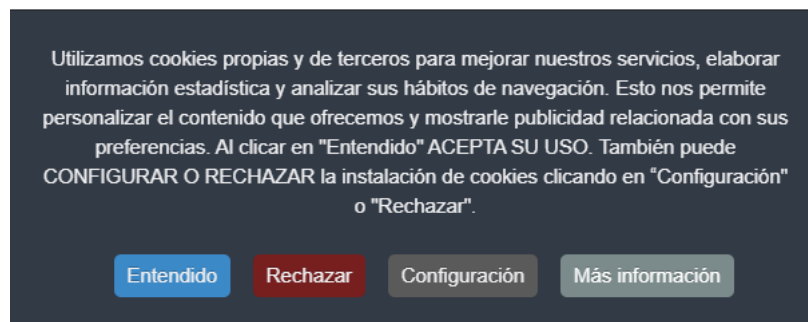 Utilizamos cookies propias y de terceros para mejorar nuestros servicios, elaborar
información estadística y analizar sus hábitos de navegación. Esto nos permite
personalizar el contenido que ofrecemos y mostrarle publicidad relacionada con sus
preferencias. Al clicar en "Entendido" ACEPTA SU USO. También puede
CONFIGURAR O RECHAZAR la instalación de cookies clicando en “Configuración"
o "Rechazar".
Entendido Rechazar Configuración Más información